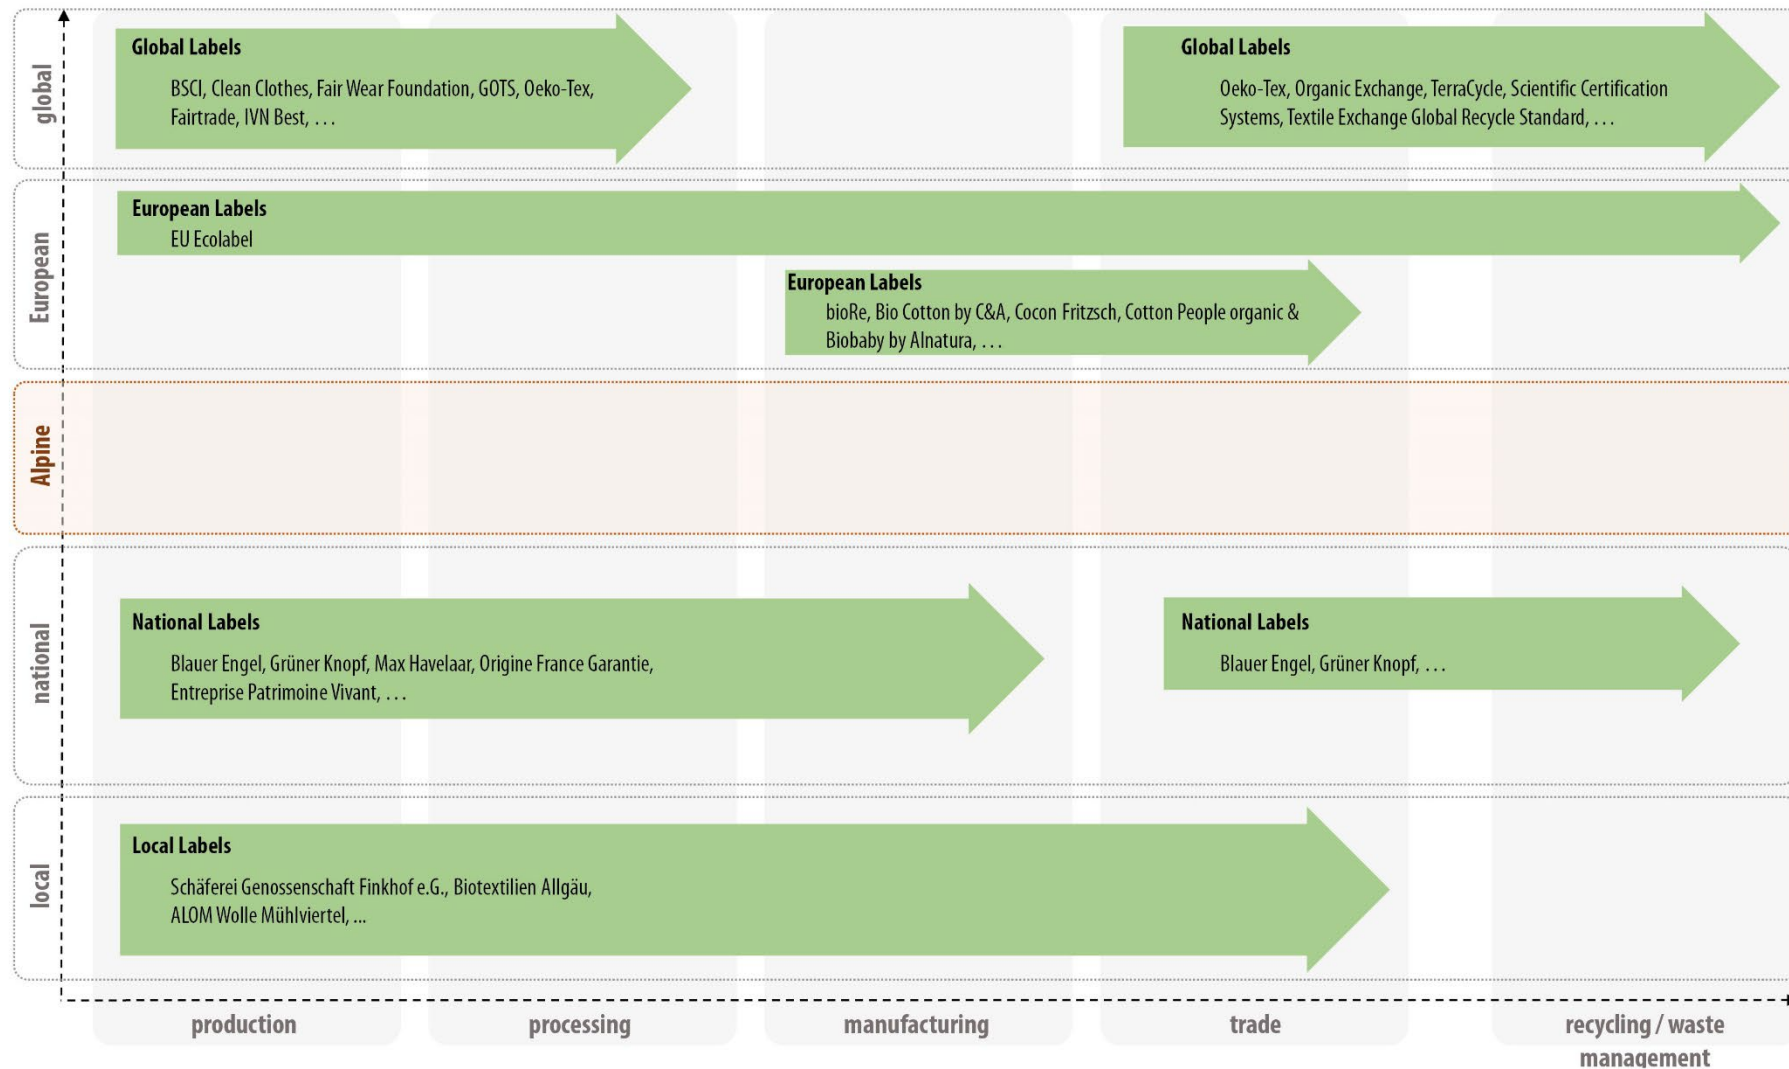 global
Global Labels
BSCI, Clean Clothes, Fair Wear Foundation, GOTS, Oeko-Tex,
Fairtrade, IVN Best, . . .
Global Labels
Oeko-Tex, Organic Exchange, TerraCycle, Scientific Certification
Systems, Textile Exchange Global Recycle Standard, . . .
European
European Labels
EU Ecolabel
European Labels
bioRe, Bio Cotton by C&A, Cocon Fritzsch, Cotton People organic &
Biobaby by Alnatura, . . .
Alpine
national
National Labels
Blauer Engel, Grüner Knopf, Max Havelaar, Origine France Garantie,
Entreprise Patrimoine Vivant, . . .
National Labels
Blauer Engel, Grüner Knopf, . . .
local
Local Labels
Schäferei Genossenschaft Finkhof e.G., Biotextilien Allgäu,
ALOM Wolle Mühlviertel, ...
production
processing
manufacturing
trade
recycling / waste
management